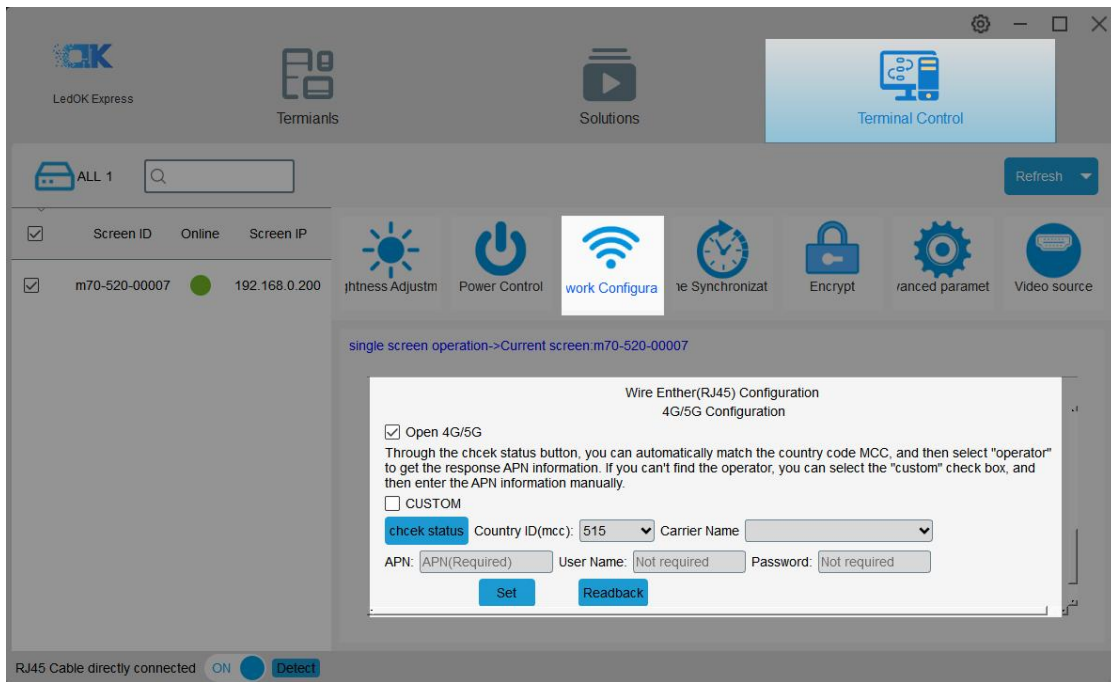 LedOK Express
Termianls
Solutions
Terminal Control
ALL 1
Refresh
Screen ID Online Screen IP
m70-520-00007 192.168.0.200
ghtness Adjustm
Power Control
work Configura
ne Synchronizat
Encrypt
vanced paramet
Video source
single screen operation->Current screen:m70-520-00007
Wire Enther(RJ45) Configuration
4G/5G Configuration
Open 4G/5G
Through the chcek status button, you can automatically match the country code MCC, and then select "operator"
to get the response APN information. If you can't find the operator, you can select the "custom" check box, and
then enter the APN information manually.
CUSTOM
chcek status Country ID(mcc): 515 Carrier Name
APN: APN(Required) User Name: Not required Password: Not required
Set Readback
RJ45 Cable directly connected ON Detect